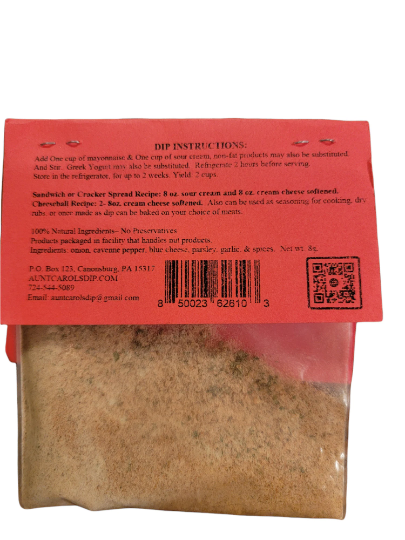 DIP INSTRUCTIONS:
Add One cup of mayonnaise & One cup of sour cream, non-fat products may also be substituted.
And Ste Greek Yogurt may also be substituted. Refrigerate 2 hours before serving.
Store in the refrigerator, for up to 2 weeks. Yield 2 cups.
Sandwich or Cracker Spread Recipe: 8 oz. sour cream and 8 oz. cream cheese softened.
Cheeseball Recipe: 2- 8oz. cream cheese softened. Also can be used as seasoning for cooking, dry
rubs, or once made as dip can be baked on your choice of meats.
100% Natural Ingredients- No Preservatives
Products packaged in facility that handles nut products.
Ingredients: onion, cayenne pepper, blue cheese, parsley, garlic, & spices. Net wt. 8g.
P.O. Box 123, Canonsburg, PA 15317
AUNTCAROLSDIP.COM
724-344-5089
Email: auntcarolsdip@gmail.com
8 50023 62610 3